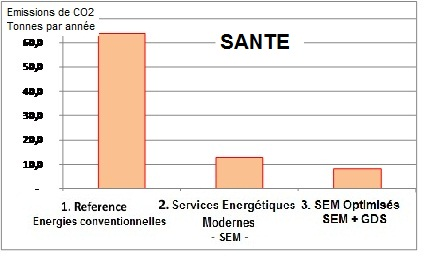 Emissions de CO2
Tonnes par année
SANTE
60,0
50,0
40,0
30,0
20,0
10,0
-
1. Reference
Energies conventionnelles
2. Services Energétiques
Modernes
- SEM -
3. SEM Optimisés
SEM + GDS